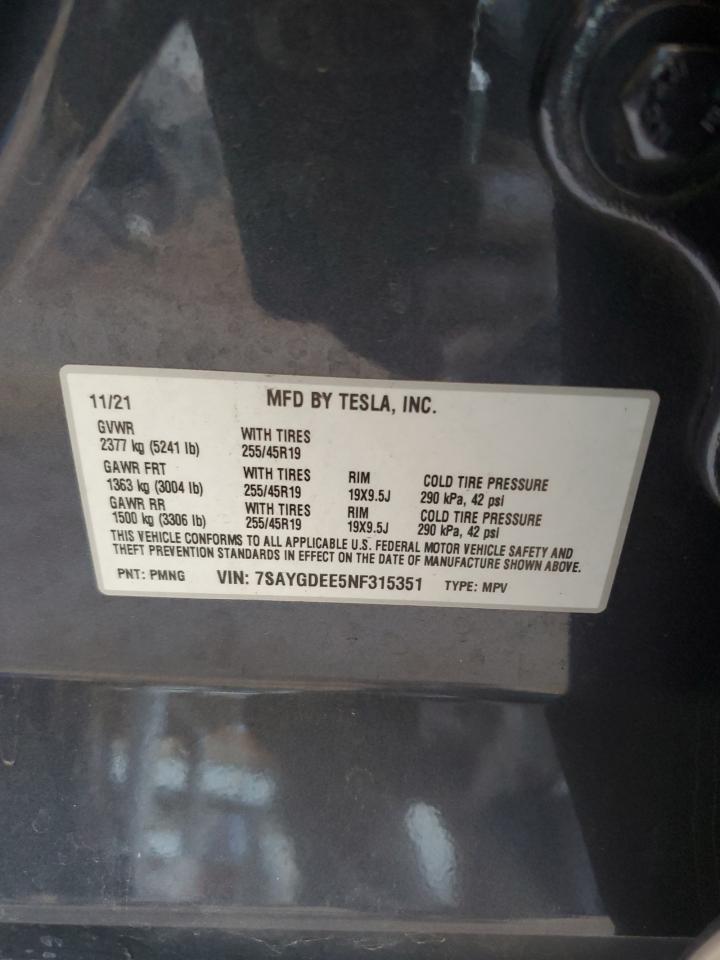 11/21 MFD BY TESLA, INC.
GVWR
2377 kg (5241 lb) WITH TIRES 255/45R19
GAWR FRT WITH TIRES RIM COLD TIRE PRESSURE
1363 kg (3004 lb) 255/45R19 19X9.5J 290 kPa, 42 psi
GAWR RR WITH TIRES RIM COLD TIRE PRESSURE
1500 kg (3306 lb) 255/45R19 19X9.5J 290 kPa, 42 psi
THIS VEHICLE CONFORMS TO ALL APPLICABLE U.S. FEDERAL MOTOR VEHICLE SAFETY AND
THEFT PREVENTION STANDARDS IN EFFECT ON THE DATE OF MANUFACTURE SHOWN ABOVE.
PNT: PMNG VIN: 7SAYGDEE5NF315351 TYPE: MPV